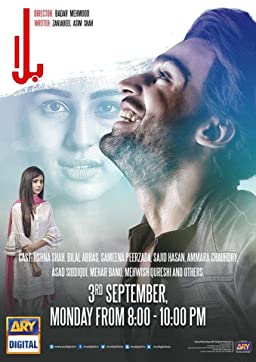 DIRECTOR: BADAR MEHMOOD
WRITER: ZANJABEEL ASIM SHAH
بلا
CAST: USHNA SHAH, BILAL ABBAS, SAMEENA PEERZADA, SAJID HASAN, AMMARA CHAUDHRY,
ASAD SIDDIQUI, MEHAR BANO, MEHWISH QURESHI AND OTHERS.
3RD SEPTEMBER,
MONDAY FROM 8:00 - 10:00 PM
ARY
DIGITAL
ARY